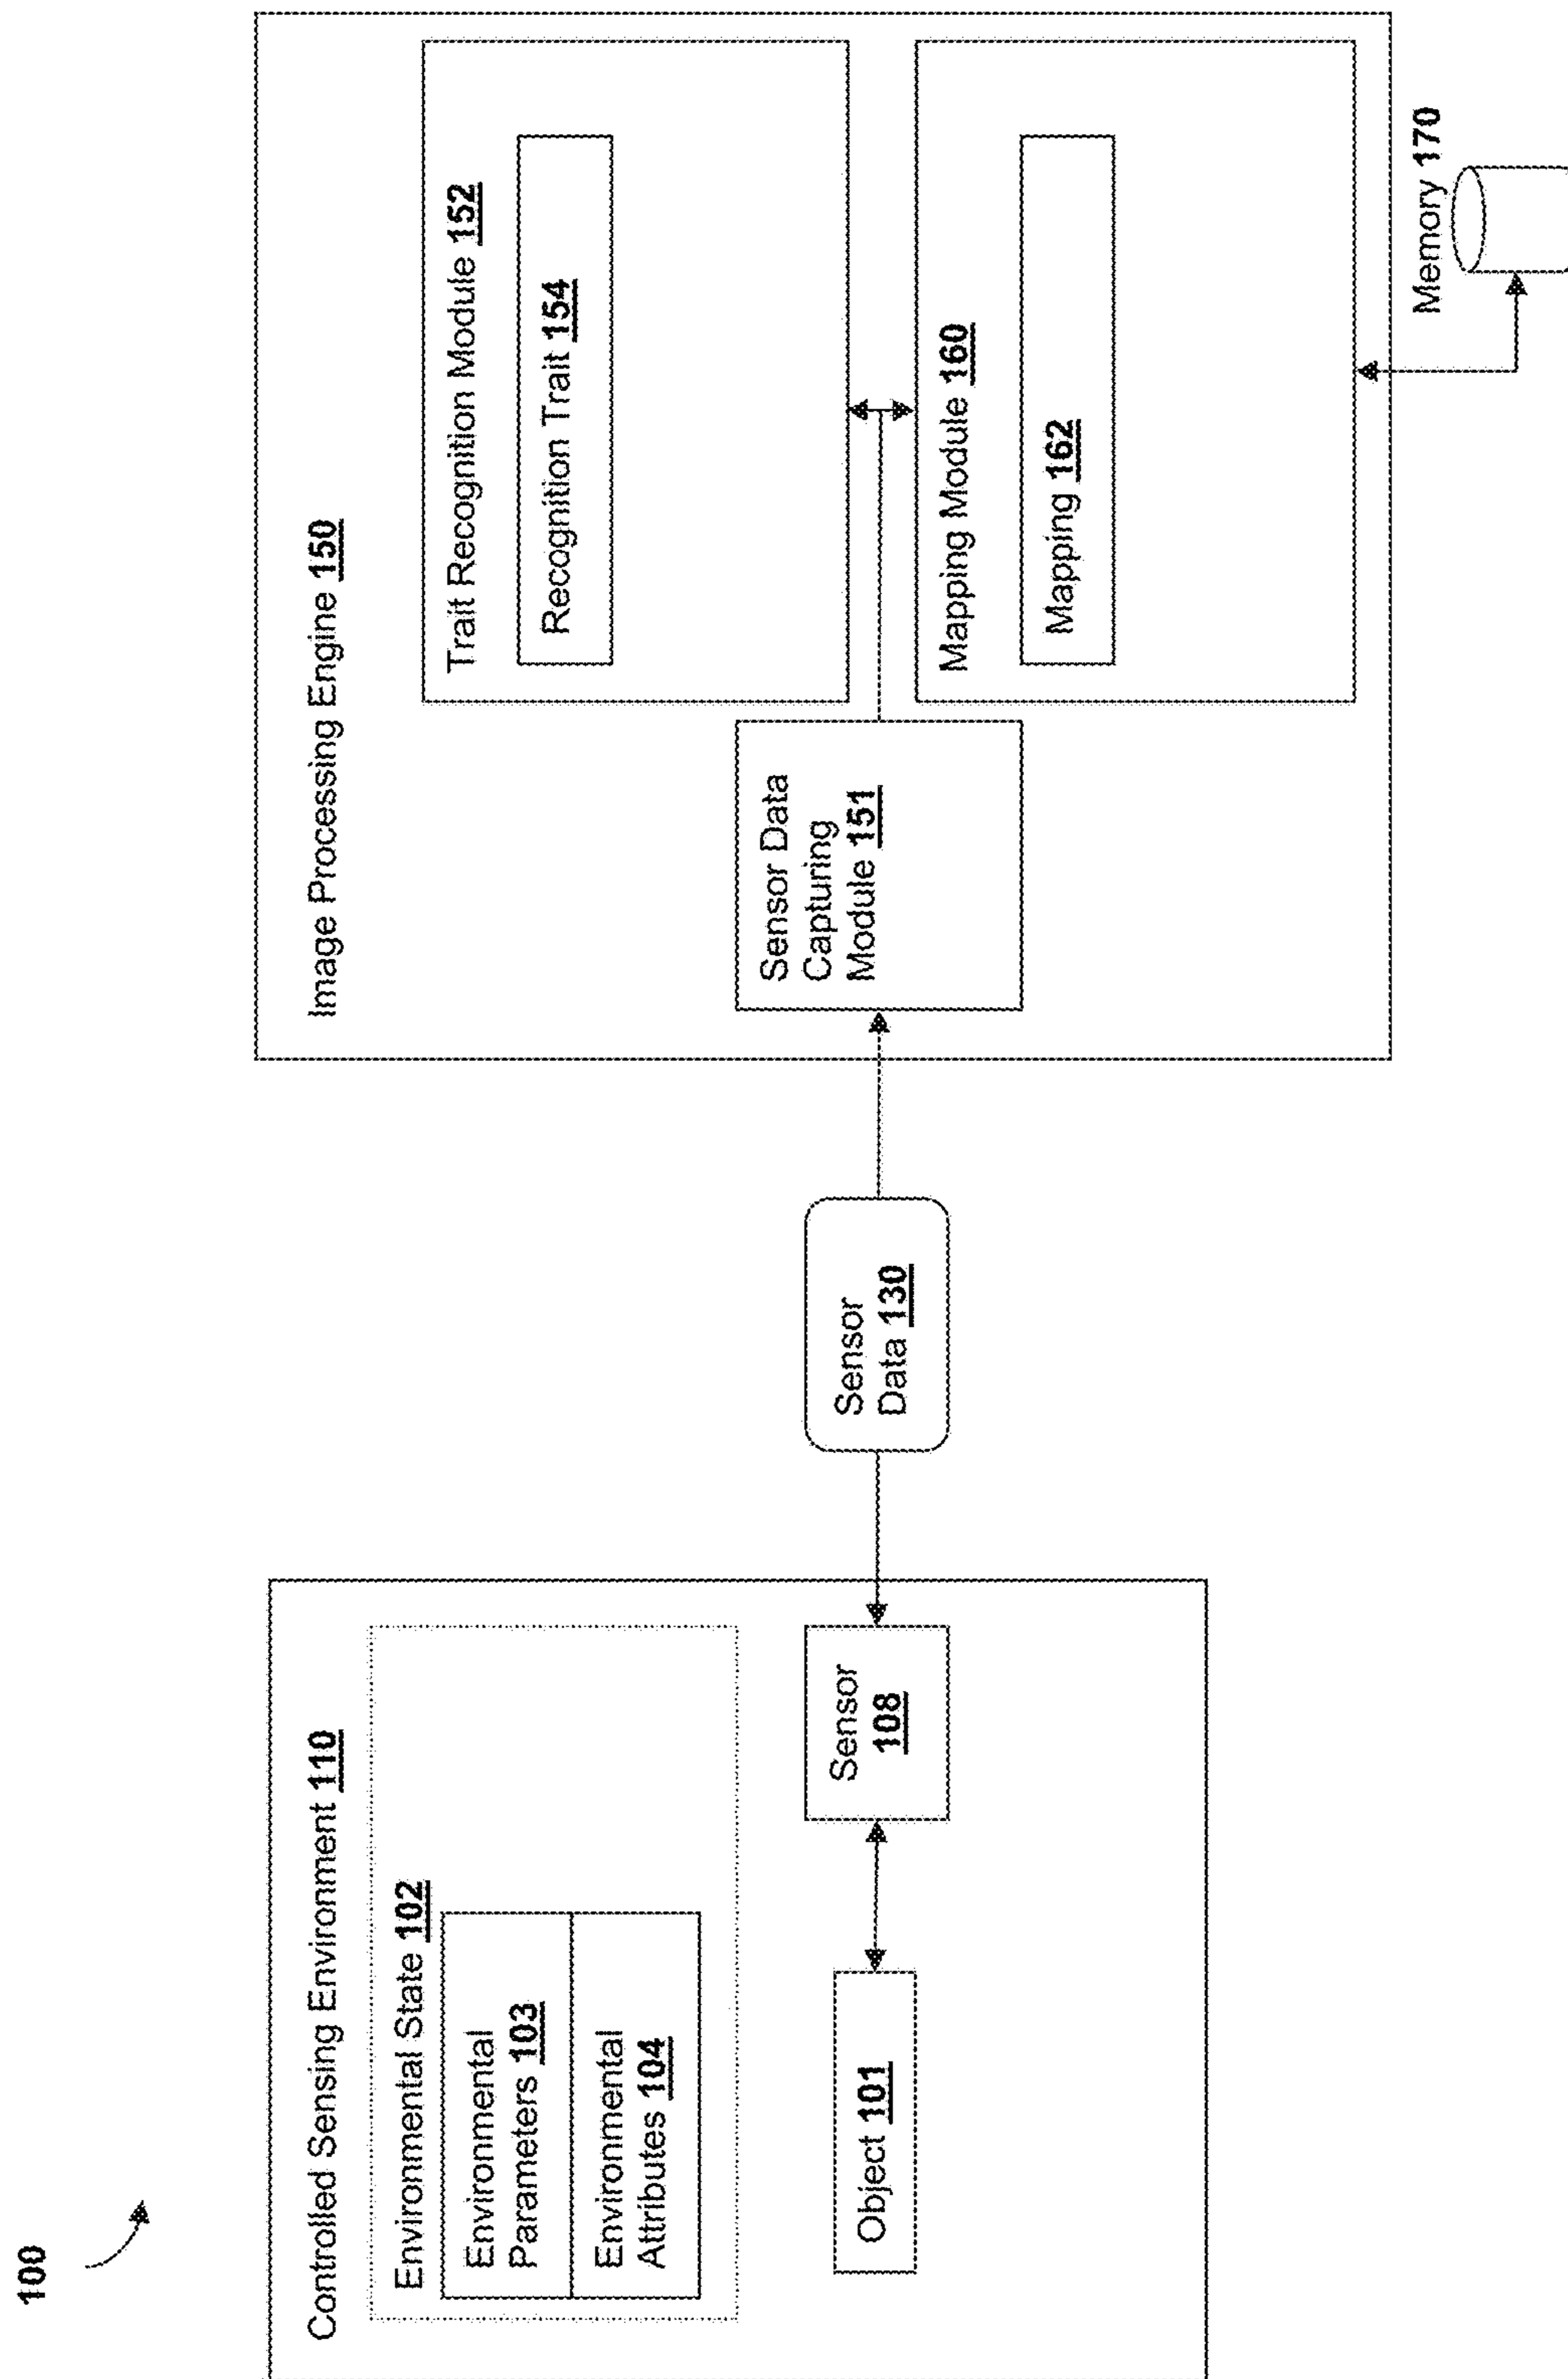 100
Controlled Sensing Environment 110
Environmental State 102
Environmental
Parameters 103
Environmental
Attributes 104
Object 101
Sensor
108
Sensor
Data 130
Image Processing Engine 150
Sensor Data
Capturing
Module 151
Trait Recognition Module 152
Recognition Trait 154
Mapping Module 160
Mapping 162
Memory 170